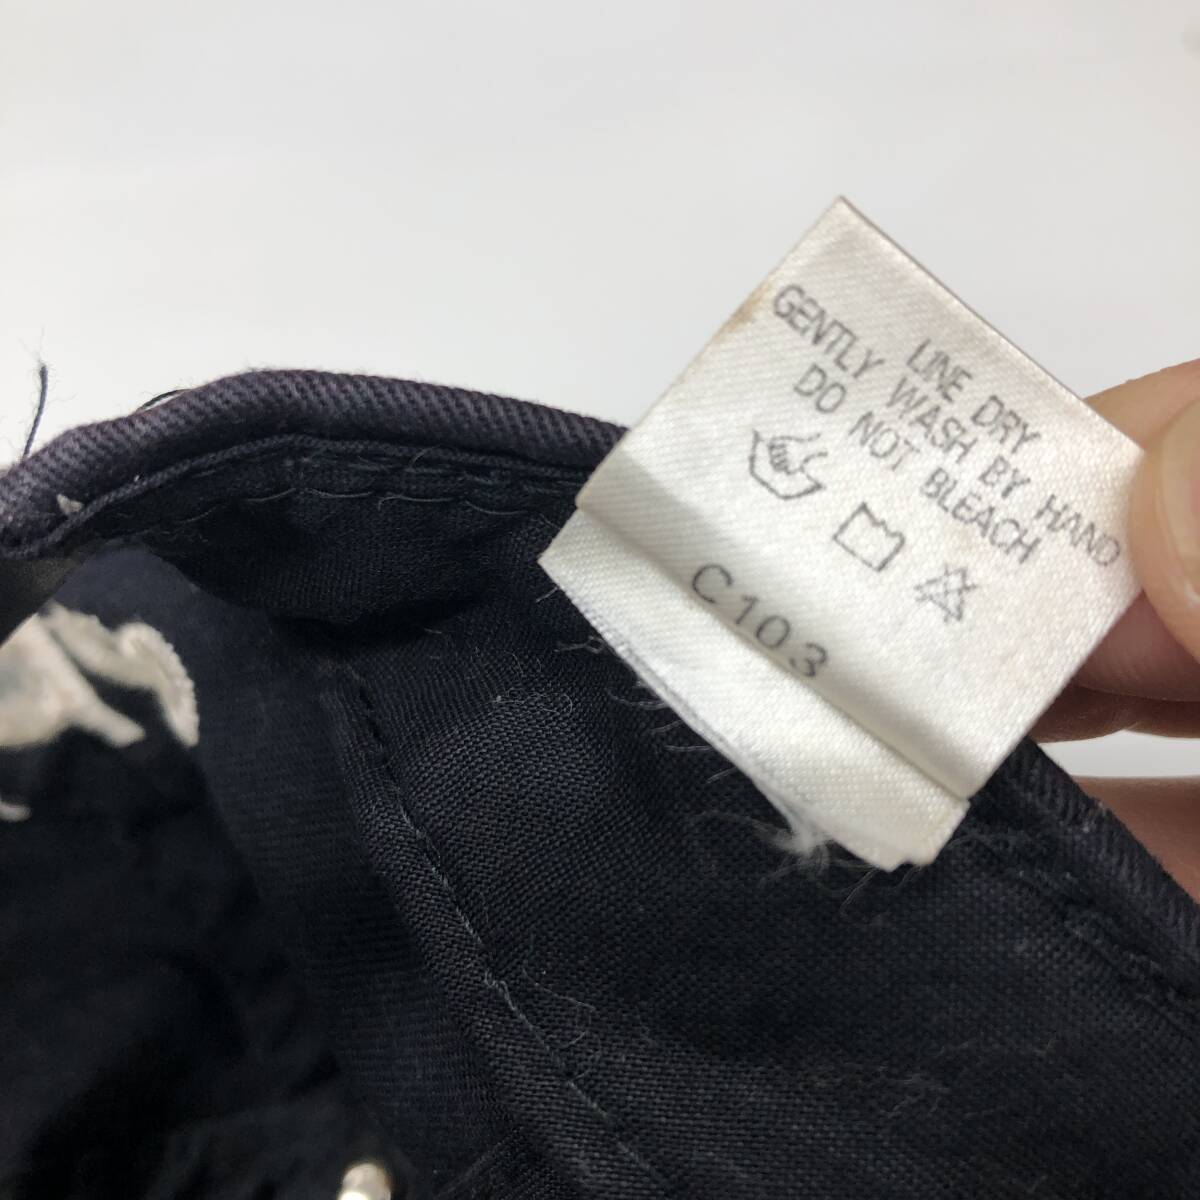 LINE DRY
GENTLY WASH BY HAND
DO NOT BLEACH
C103